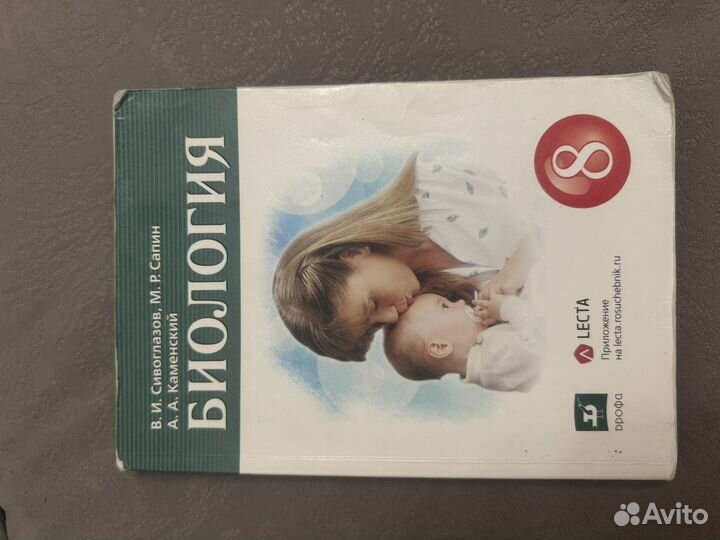 В. И. Сивоглазов, М. Р. Сапин
А. А. Каменский
БИОЛОГИЯ
8
LECTA
Приложение
на lecta.rosuchebnik.ru
дрофа
Avito